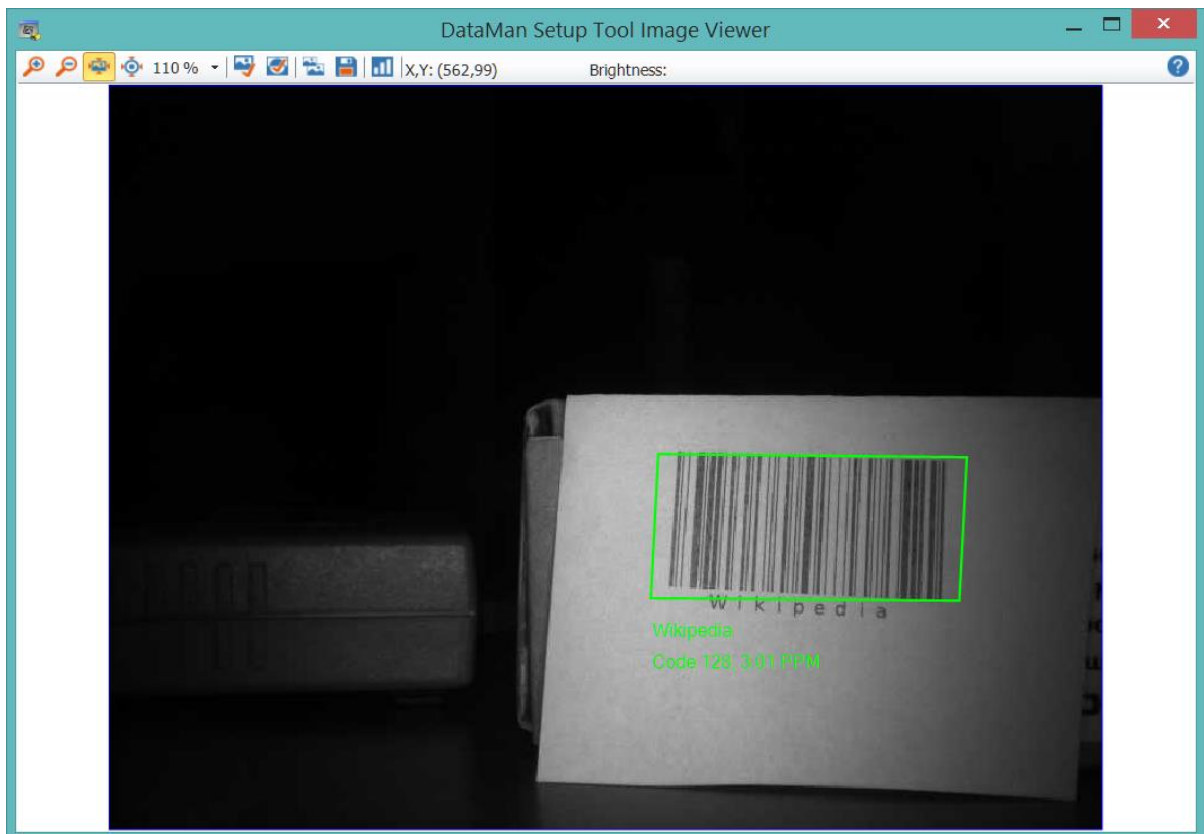 DataMan Setup Tool Image Viewer
110 % X,Y: (562,99) Brightness:
Wikipedia
Wikipedia
Code 128, 3.01 PPM